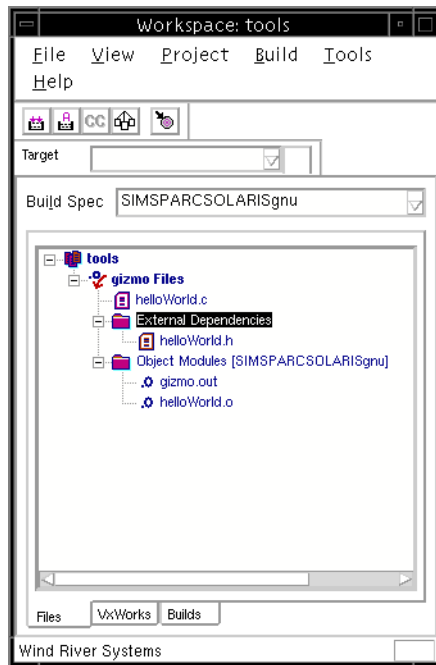 Workspace: tools
File View Project Build Tools
Help
CC
Target
Build Spec SIMSPARCSOLARISgnu
tools
gizmo Files
helloWorld.c
External Dependencies
helloWorld.h
Object Modules [SIMSPARCSOLARISgnu]
gizmo.out
helloWorld.o
Files VxWorks Builds
Wind River Systems